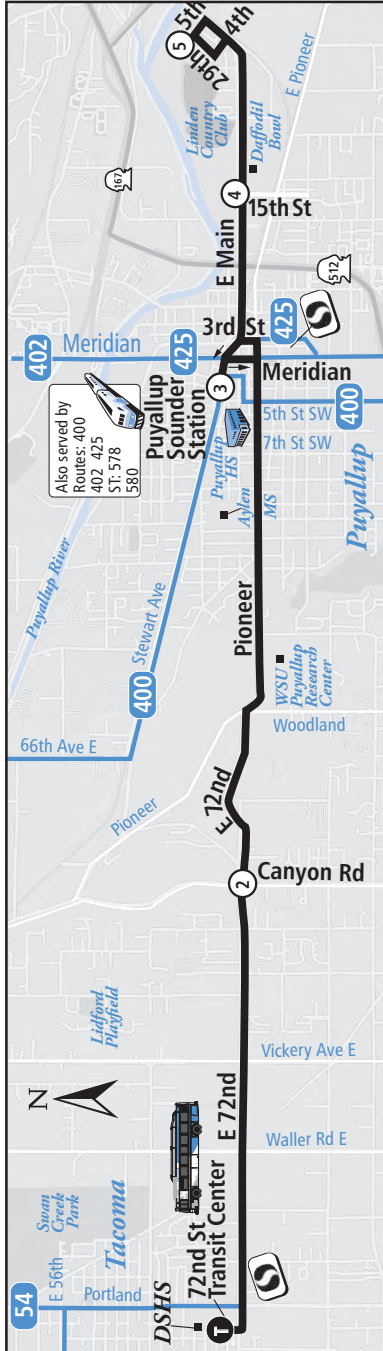 54
E 56th
Portland
DSHS
T
72nd St
Transit Center
Tacoma
Swan
Creek
Park
N
E 72nd
Waller Rd E
Vickery Ave E
Lidford
Playfield
2
Canyon Rd
E 72nd
Pioneer
66th Ave E
400
Stewart Ave
Woodland
WSU
Puyallup
Research
Center
Pioneer
Puyallup River
Aylen
MS
Puyallup
HS
7th St SW
5th St SW
400
Puyallup
Also served by
Routes: 400
402 425
ST: 578
580
Puyallup
Sounder
Station
3
402
Meridian
425
Meridian
3rd St
425
512
E Main
4
15th St
167
Linden
Country
Club
Daffodil
Bowl
E Pioneer
5
5th
29th
4th